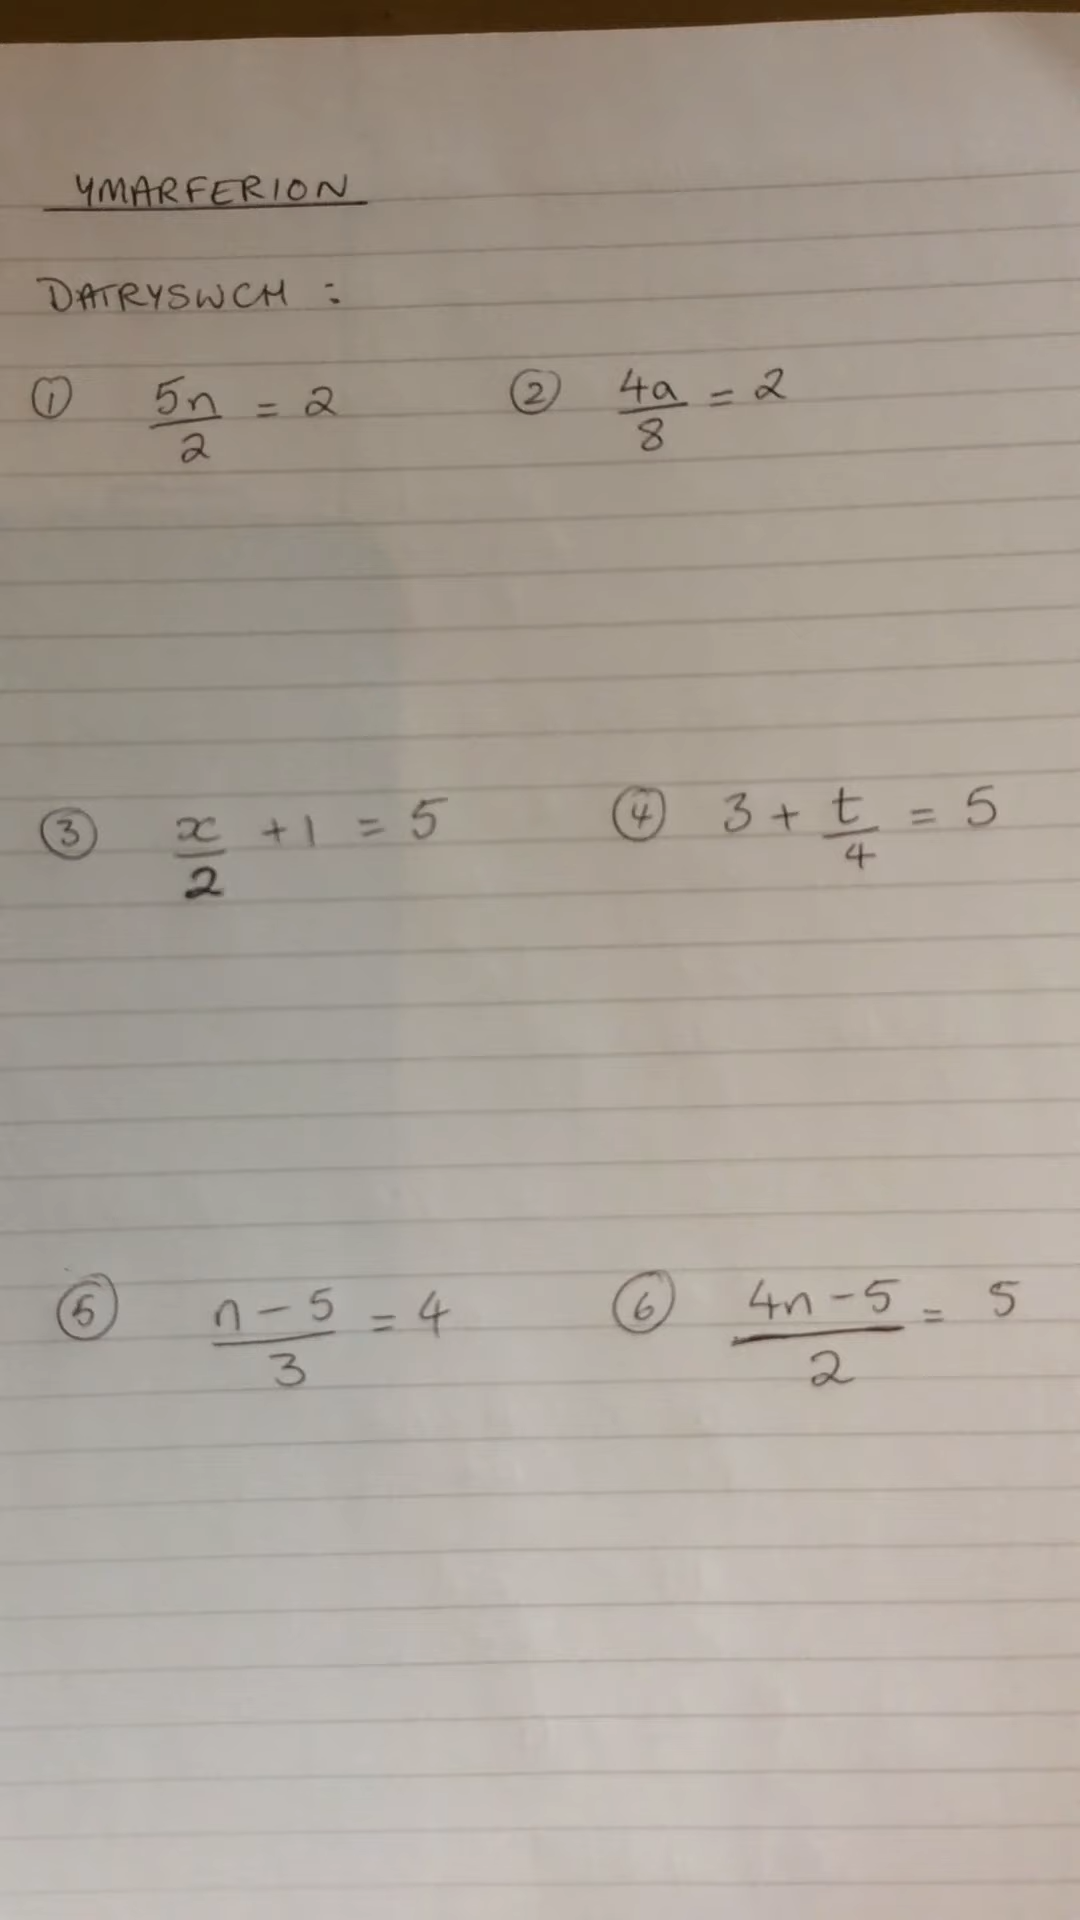 YMARFERION
DATRYSWCH :
① 5n/2 = 2 ② 4a/8 = 2
③ x/2 + 1 = 5 ④ 3 + t/4 = 5
⑤ n - 5/3 = 4 ⑥ 4n - 5/2 = 5